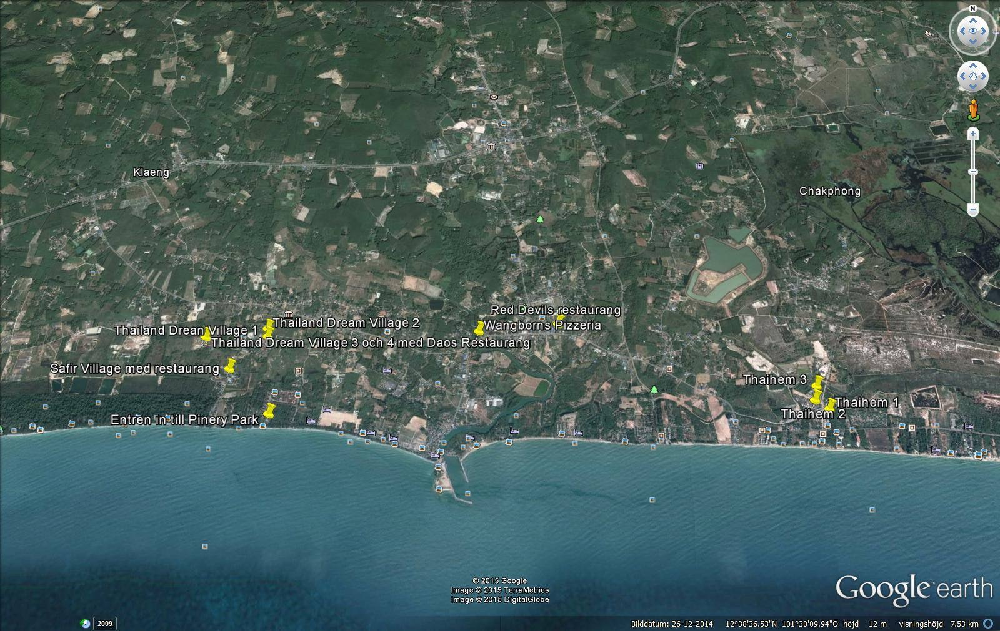 N
Klaeng
Chakphong
Red Devils restaurang
Thailand Drean Village 1
Thailand Dream Village 2
Wangborns Pizzeria
Thailand Dream Village 3 och 4 med Daos Restaurang
Safir Village med restaurang
Thaihem 3
Thaihem 1
Thaihem 2
Entren in till Pinery Park
© 2015 Google
Image © 2015 TerraMetrics
Image © 2015 DigitalGlobe
Google earth
2009
Bilddatum: 26-12-2014 12°38'36.53"N 101°30'09.94"Ö höjd 12 m visningshöjd 7.53 km